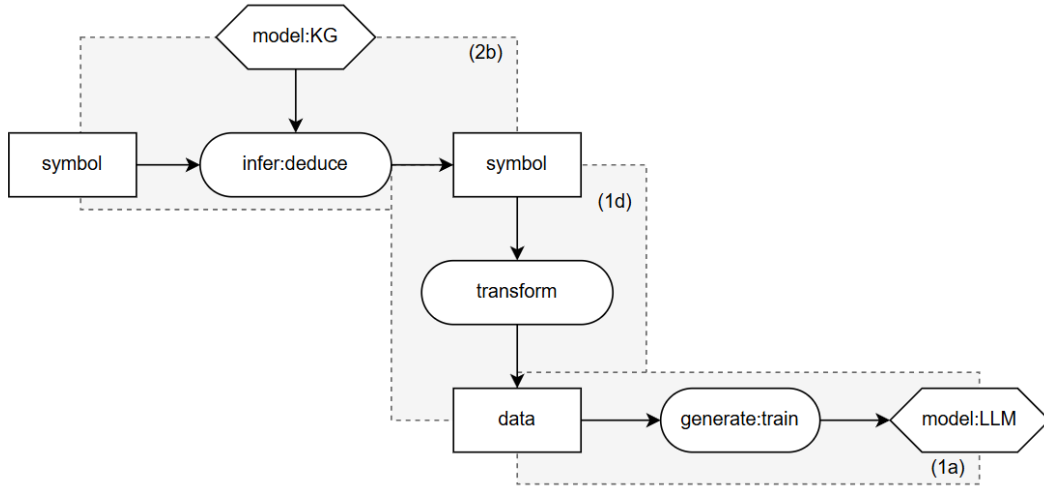 model:KG
(2b)
symbol
infer:deduce
symbol
(1d)
transform
data
generate:train
model:LLM
(1a)